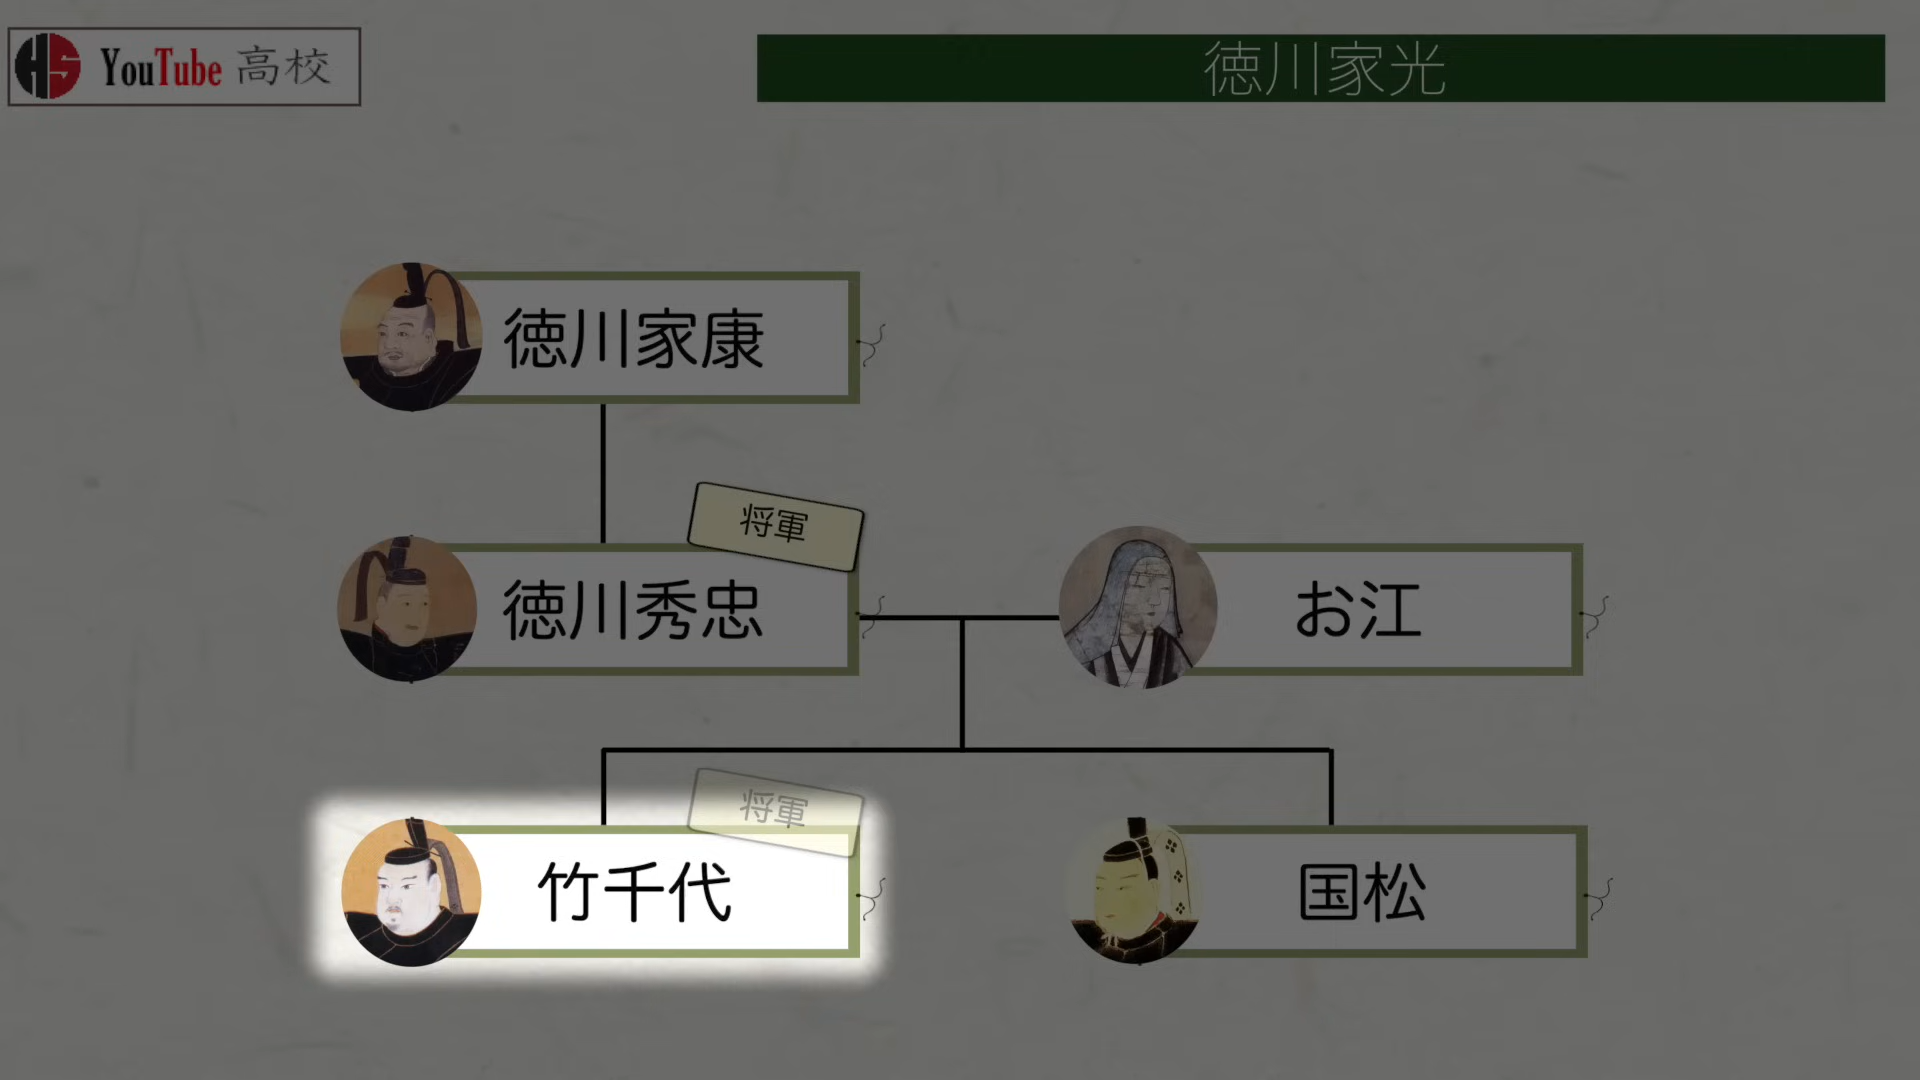 YouTube 高校
徳川家光
徳川家康
将軍
徳川秀忠
お江
将軍
竹千代
国松